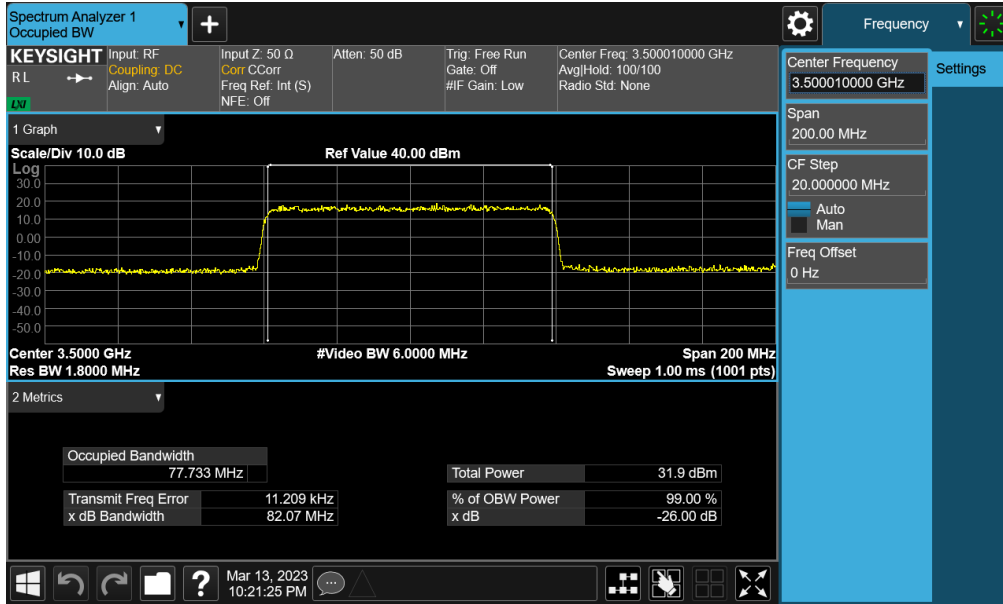 Spectrum Analyzer 1
Occupied BW
Frequency
KEYSIGHT
R L
LXI
Input: RF
Coupling: DC
Align: Auto
Input Z: 50 Ω
Corr CCorr
Freq Ref: Int (S)
NFE: Off
Atten: 50 dB
Trig: Free Run
Gate: Off
#IF Gain: Low
Center Freq: 3.500010000 GHz
Avg|Hold: 100/100
Radio Std: None
Center Frequency
3.500010000 GHz
Settings
Span
200.00 MHz
CF Step
20.000000 MHz
Auto
Man
Freq Offset
0 Hz
1 Graph
Scale/Div 10.0 dB
Ref Value 40.00 dBm
Log
30.0
20.0
10.0
0.00
-10.0
-20.0
-30.0
-40.0
-50.0
Center 3.5000 GHz
#Video BW 6.0000 MHz
Span 200 MHz
Res BW 1.8000 MHz
Sweep 1.00 ms (1001 pts)
2 Metrics
Occupied Bandwidth
77.733 MHz
Total Power 31.9 dBm
Transmit Freq Error 11.209 kHz
% of OBW Power 99.00 %
x dB Bandwidth 82.07 MHz
x dB -26.00 dB
?
Mar 13, 2023
10:21:25 PM